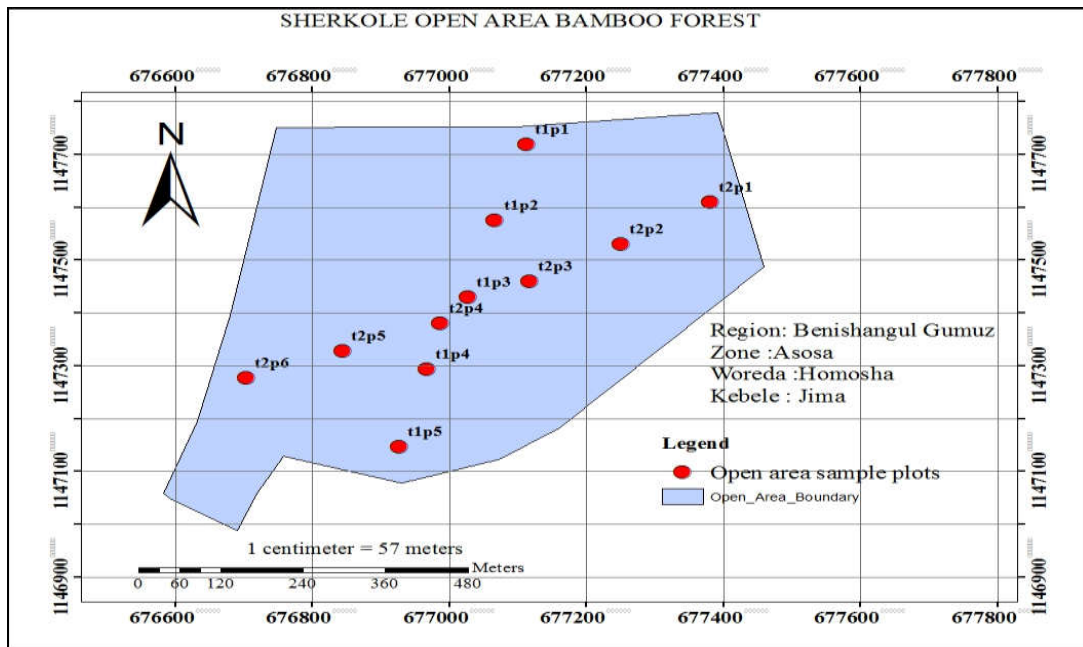 SHERKOLE OPEN AREA BAMBOO FOREST
676600 676800 677000 677200 677400 677600 677800
N
1147700
1147500
1147300
1147100
1146900
t1p1
t2p1
t1p2
t2p2
t2p3
t1p3
t2p4
t2p5
t1p4
t2p6
t1p5
1147700
1147500
1147300
1147100
1146900
Region: Benishangul Gumuz
Zone :Asosa
Woreda :Homosha
Kebele : Jima
Legend
Open area sample plots
Open_Area_Boundary
1 centimeter = 57 meters
Meters
0 60 120 240 360 480
676600 676800 677000 677200 677400 677600 677800